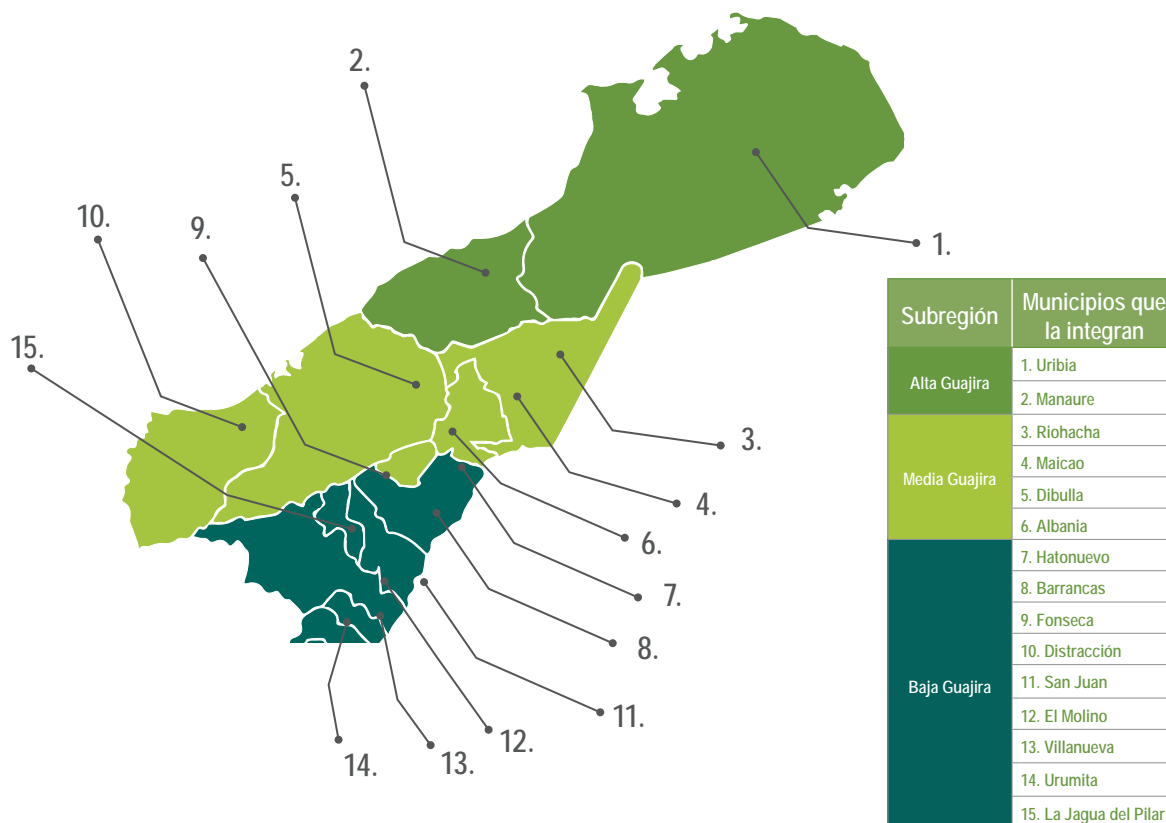 2.
5.
10.
9.
1.
15.
3.
4.
6.
7.
8.
11.
12.
13.
14.
Subregión
Municipios que
la integran
Alta Guajira
1. Uribia
2. Manaure
Media Guajira
3. Riohacha
4. Maicao
5. Dibulla
6. Albania
Baja Guajira
7. Hatonuevo
8. Barrancas
9. Fonseca
10. Distracción
11. San Juan
12. El Molino
13. Villanueva
14. Urumita
15. La Jagua del Pilar